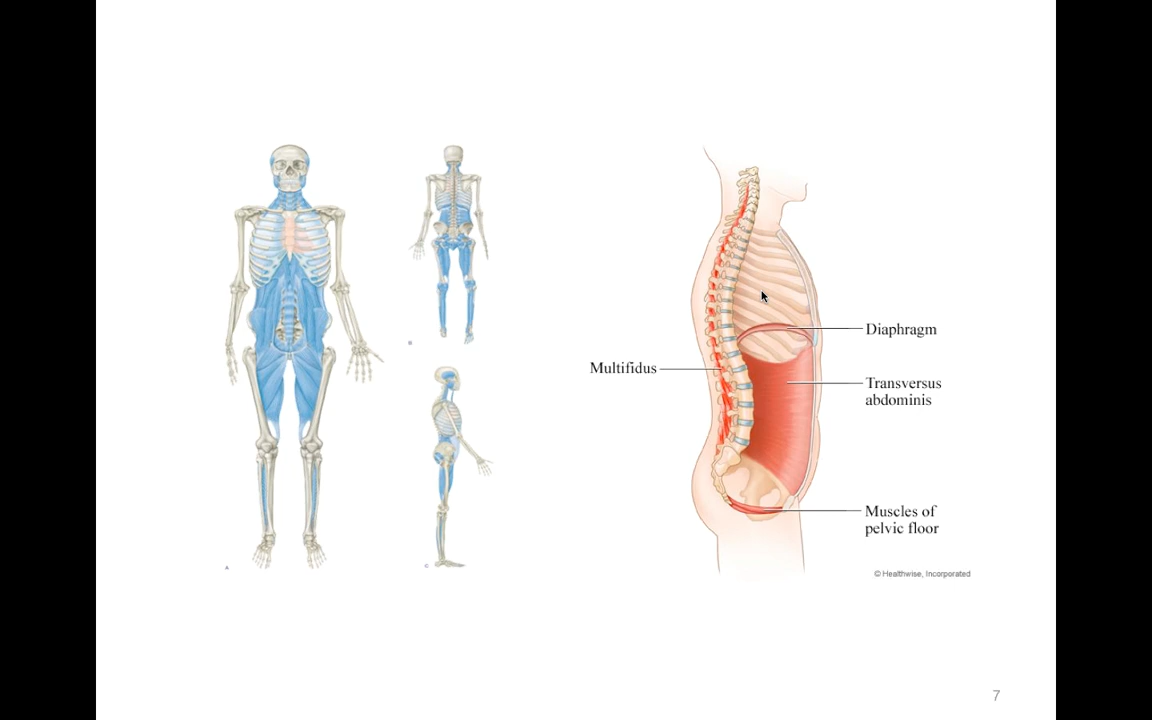 A
B
C
Multifidus
Diaphragm
Transversus
abdominis
Muscles of
pelvic floor
© Healthwise, Incorporated
7